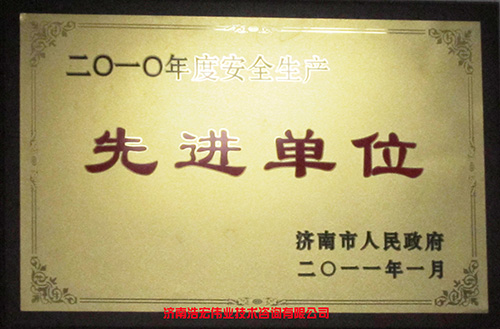 二〇一〇年度安全生产
先进单位
济南市人民政府
二〇一一年一月
济南浩宏伟业技术咨询有限公司